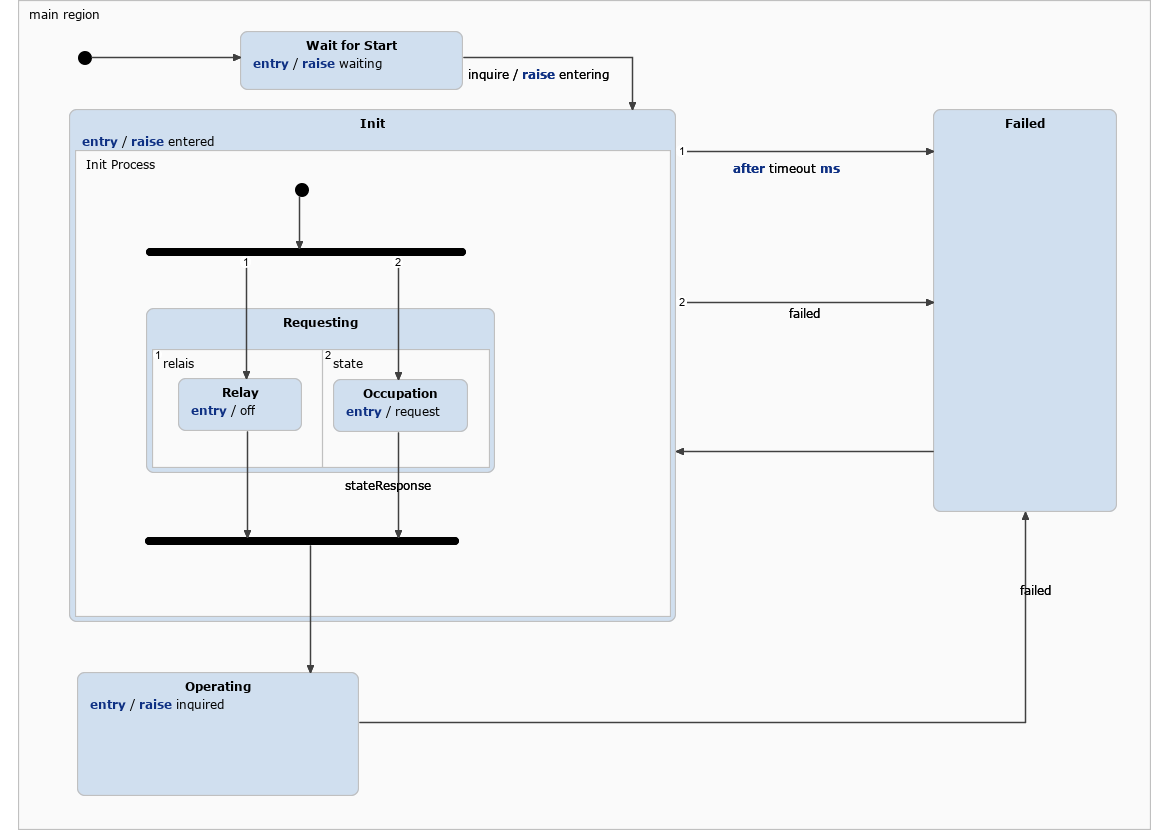 main region
Wait for Start
entry / raise waiting
inquire / raise entering
Init
entry / raise entered
Init Process
1
2
Requesting
1
relais
2
state
Relay
entry / off
Occupation
entry / request
stateResponse
1
after timeout ms
2
failed
Failed
failed
Operating
entry / raise inquired